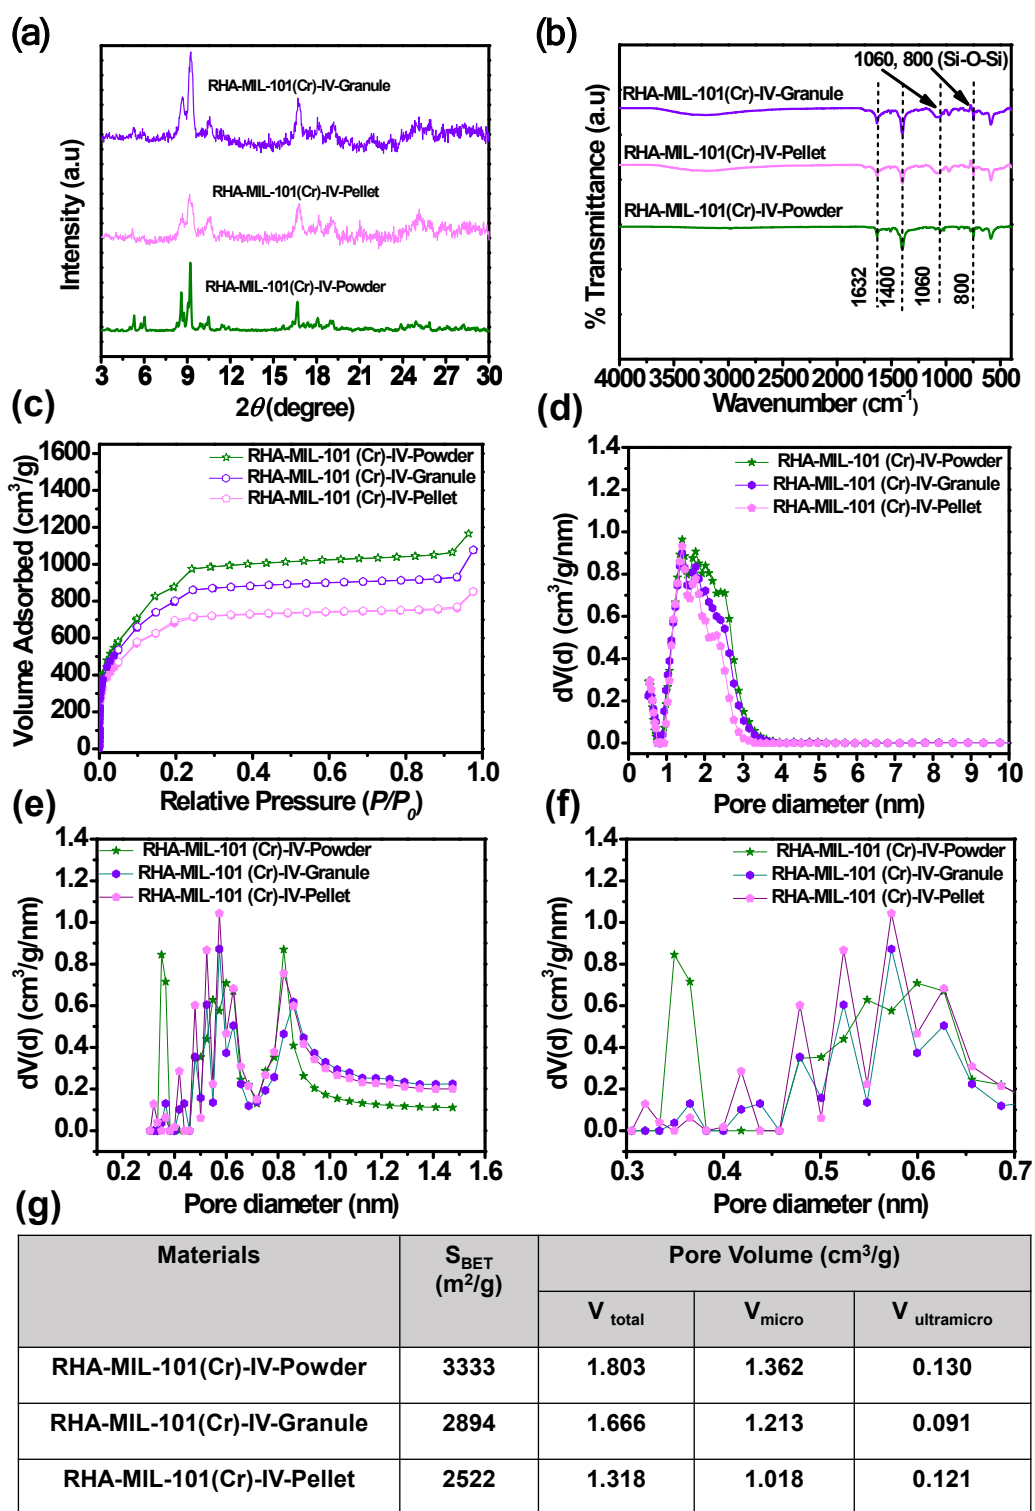 (a)
RHA-MIL-101(Cr)-IV-Granule
RHA-MIL-101(Cr)-IV-Pellet
RHA-MIL-101(Cr)-IV-Powder
Intensity (a.u)
3 6 9 12 15 18 21 24 27 30
2θ(degree)
(b)
1060, 800 (Si-O-Si)
RHA-MIL-101(Cr)-IV-Granule
RHA-MIL-101(Cr)-IV-Pellet
RHA-MIL-101(Cr)-IV-Powder
1632
1400
1060
800
% Transmittance (a.u)
4000 3500 3000 2500 2000 1500 1000 500
Wavenumber (cm⁻¹)
(c)
RHA-MIL-101 (Cr)-IV-Powder
RHA-MIL-101 (Cr)-IV-Granule
RHA-MIL-101 (Cr)-IV-Pellet
Volume Adsorbed (cm³/g)
1600
1400
1200
1000
800
600
400
200
0
0.0 0.2 0.4 0.6 0.8 1.0
Relative Pressure (P/P₀)
(d)
RHA-MIL-101 (Cr)-IV-Powder
RHA-MIL-101 (Cr)-IV-Granule
RHA-MIL-101 (Cr)-IV-Pellet
dV(d) (cm³/g/nm)
1.4
1.2
1.0
0.8
0.6
0.4
0.2
0.0
0 1 2 3 4 5 6 7 8 9 10
Pore diameter (nm)
(e)
RHA-MIL-101 (Cr)-IV-Powder
RHA-MIL-101 (Cr)-IV-Granule
RHA-MIL-101 (Cr)-IV-Pellet
dV(d) (cm³/g/nm)
1.4
1.2
1.0
0.8
0.6
0.4
0.2
0.0
0.2 0.4 0.6 0.8 1.0 1.2 1.4 1.6
Pore diameter (nm)
(f)
RHA-MIL-101 (Cr)-IV-Powder
RHA-MIL-101 (Cr)-IV-Granule
RHA-MIL-101 (Cr)-IV-Pellet
dV(d) (cm³/g/nm)
1.4
1.2
1.0
0.8
0.6
0.4
0.2
0.0
0.3 0.4 0.5 0.6 0.7
Pore diameter (nm)
(g)
Materials S_BET (m²/g) Pore Volume (cm³/g)
V total V micro V ultramicro
RHA-MIL-101(Cr)-IV-Powder 3333 1.803 1.362 0.130
RHA-MIL-101(Cr)-IV-Granule 2894 1.666 1.213 0.091
RHA-MIL-101(Cr)-IV-Pellet 2522 1.318 1.018 0.121